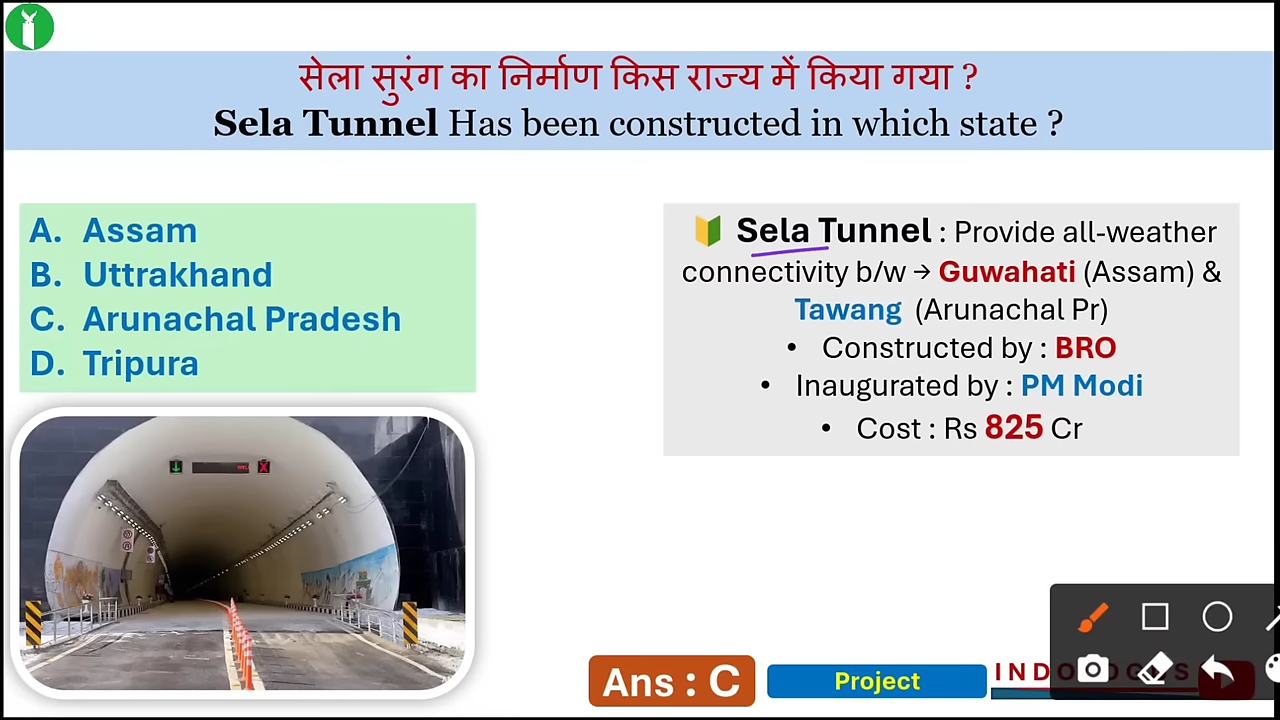 सेला सुरंग का निर्माण किस राज्य में किया गया ?
Sela Tunnel Has been constructed in which state ?
A. Assam
B. Uttrakhand
C. Arunachal Pradesh
D. Tripura
Sela Tunnel : Provide all-weather
connectivity b/w → Guwahati (Assam) &
Tawang (Arunachal Pr)
• Constructed by : BRO
• Inaugurated by : PM Modi
• Cost : Rs 825 Cr
Ans : C
Project